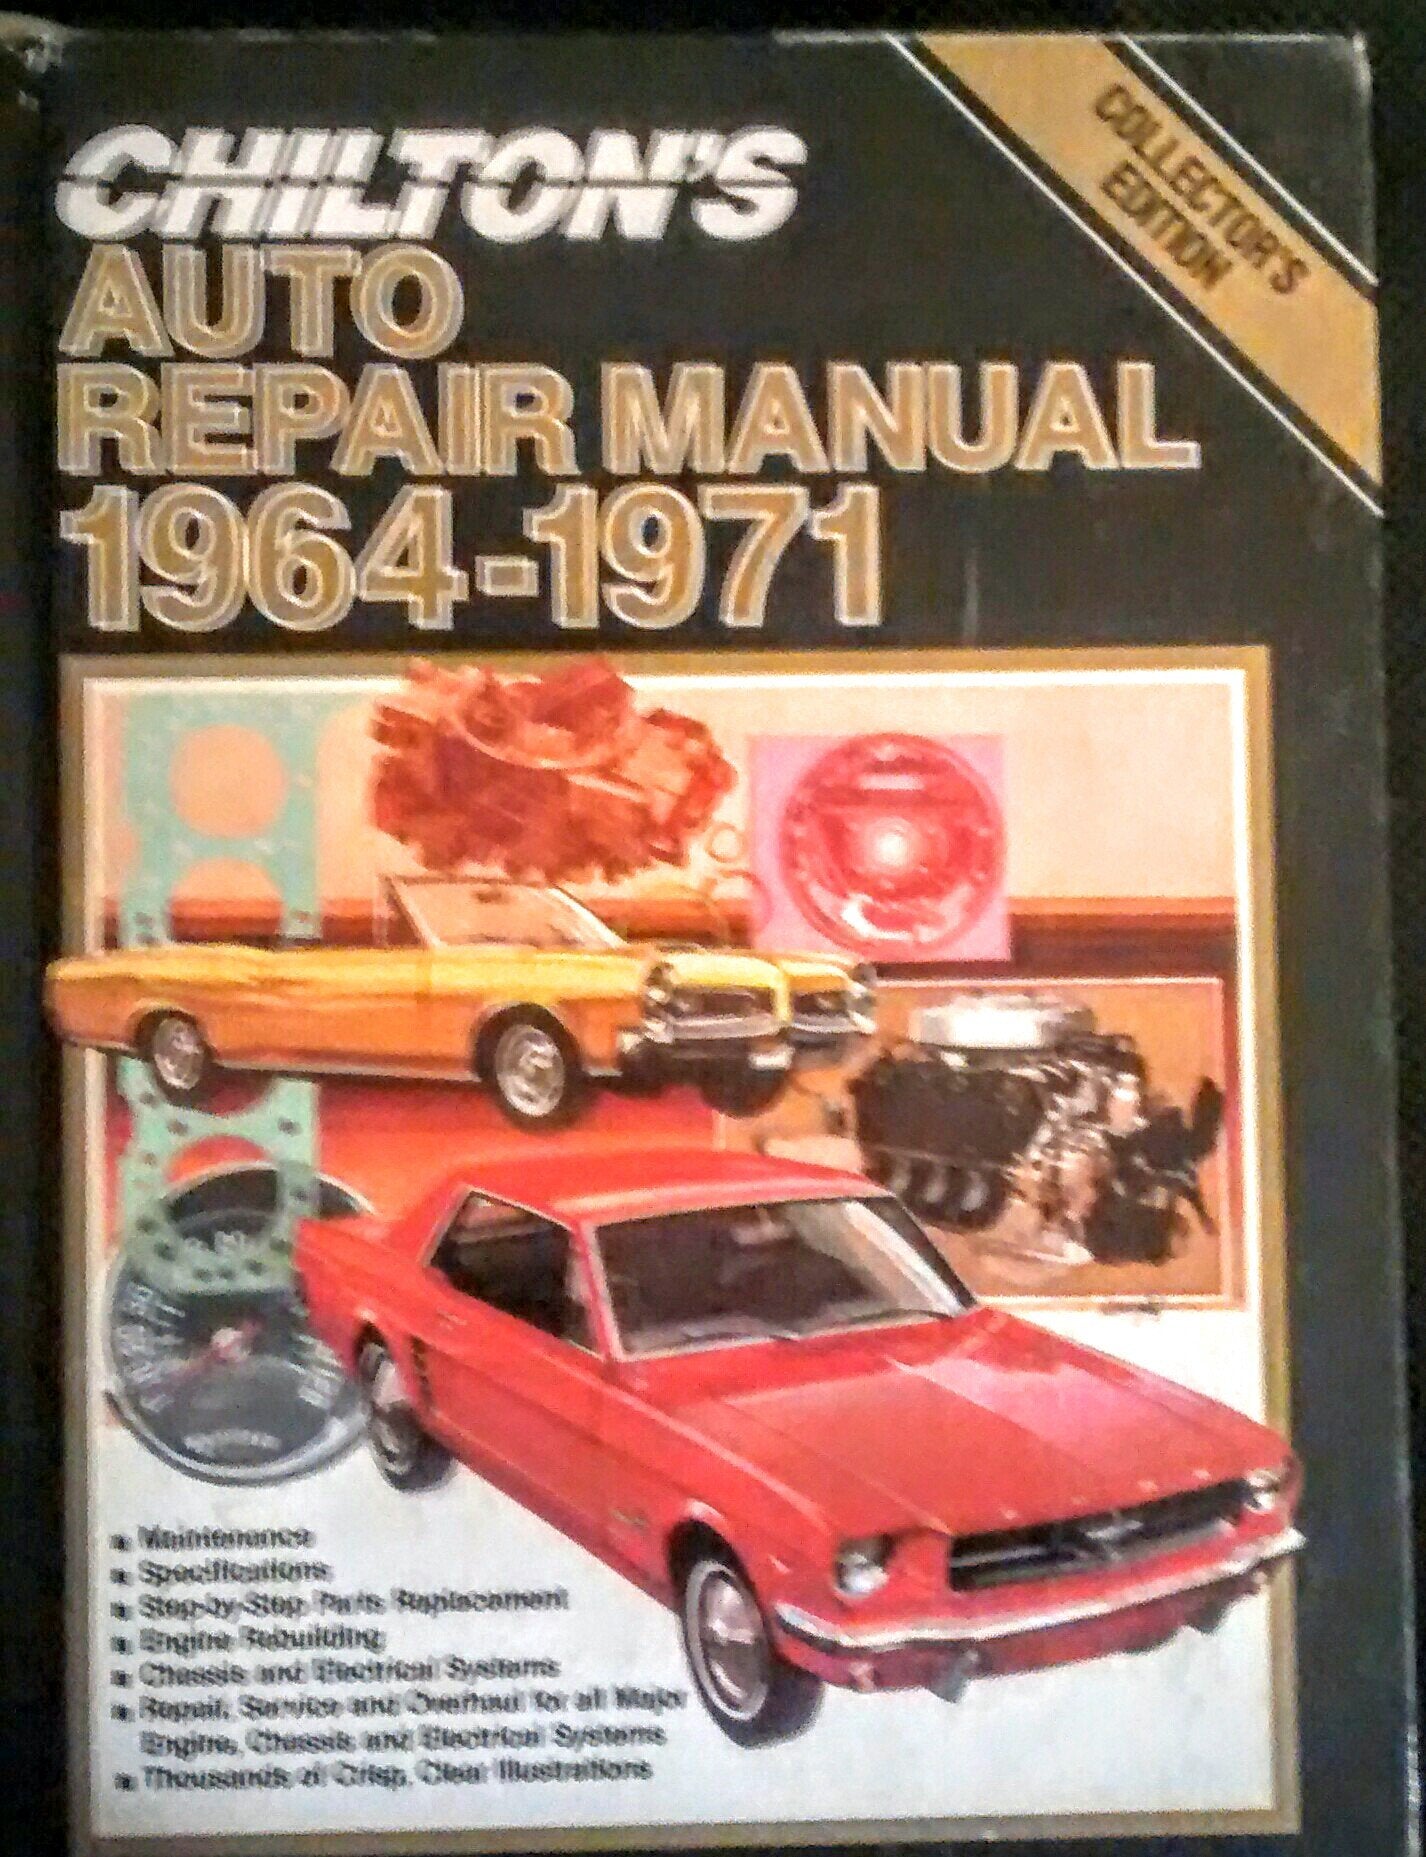 COLLECTOR'S
EDITION
CHILTON'S
AUTO
REPAIR MANUAL
1964-1971
Maintenance
Specifications
Step-by-Step Parts Replacement
Engine Rebuilding
Chassis and Electrical Systems
Repair, Service and Overhaul for all Major
Engine, Chassis and Electrical Systems
Thousands of Crisp, Clear Illustrations